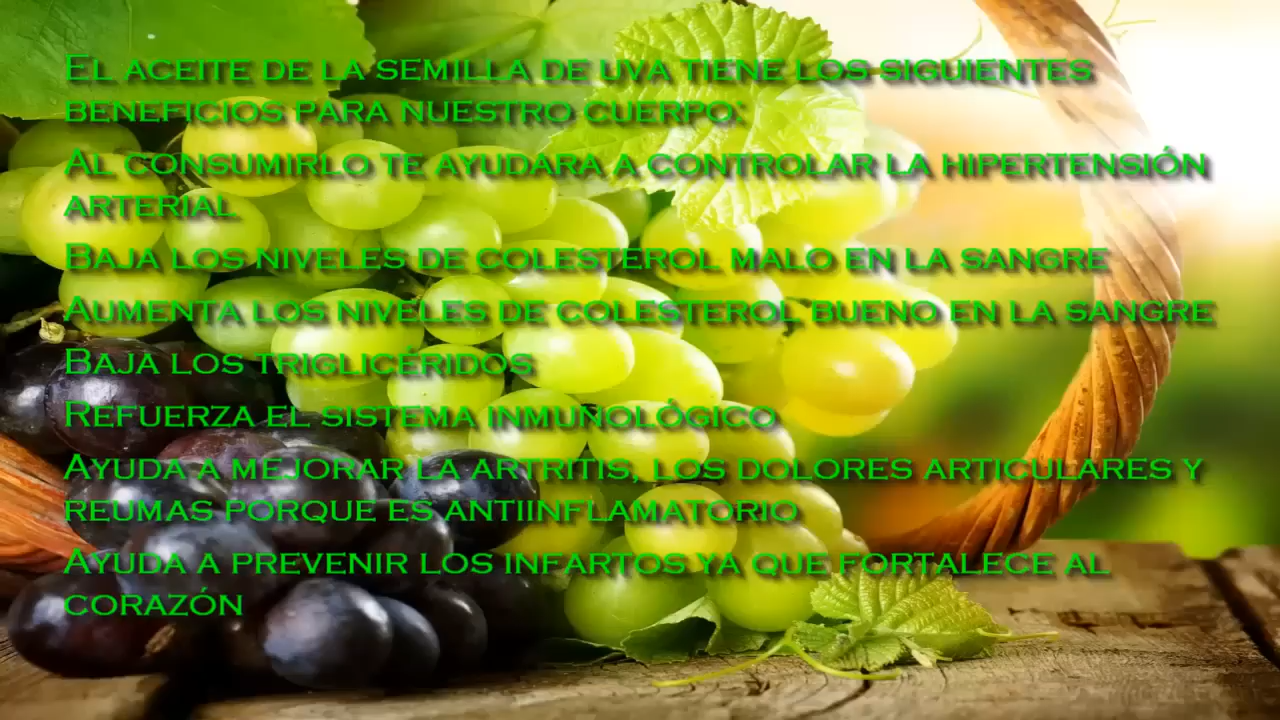 El aceite de la semilla de uva tiene los siguientes
beneficios para nuestro cuerpo:
Al consumirlo te ayudara a controlar la hipertensión
arterial
Baja los niveles de colesterol malo en la sangre
Aumenta los niveles de colesterol bueno en la sangre
Baja los triglicéridos
Refuerza el sistema inmunológico
Ayuda a mejorar la artritis, los dolores articulares y
reumas porque es antiinflamatorio
Ayuda a prevenir los infartos ya que fortalece al
corazón